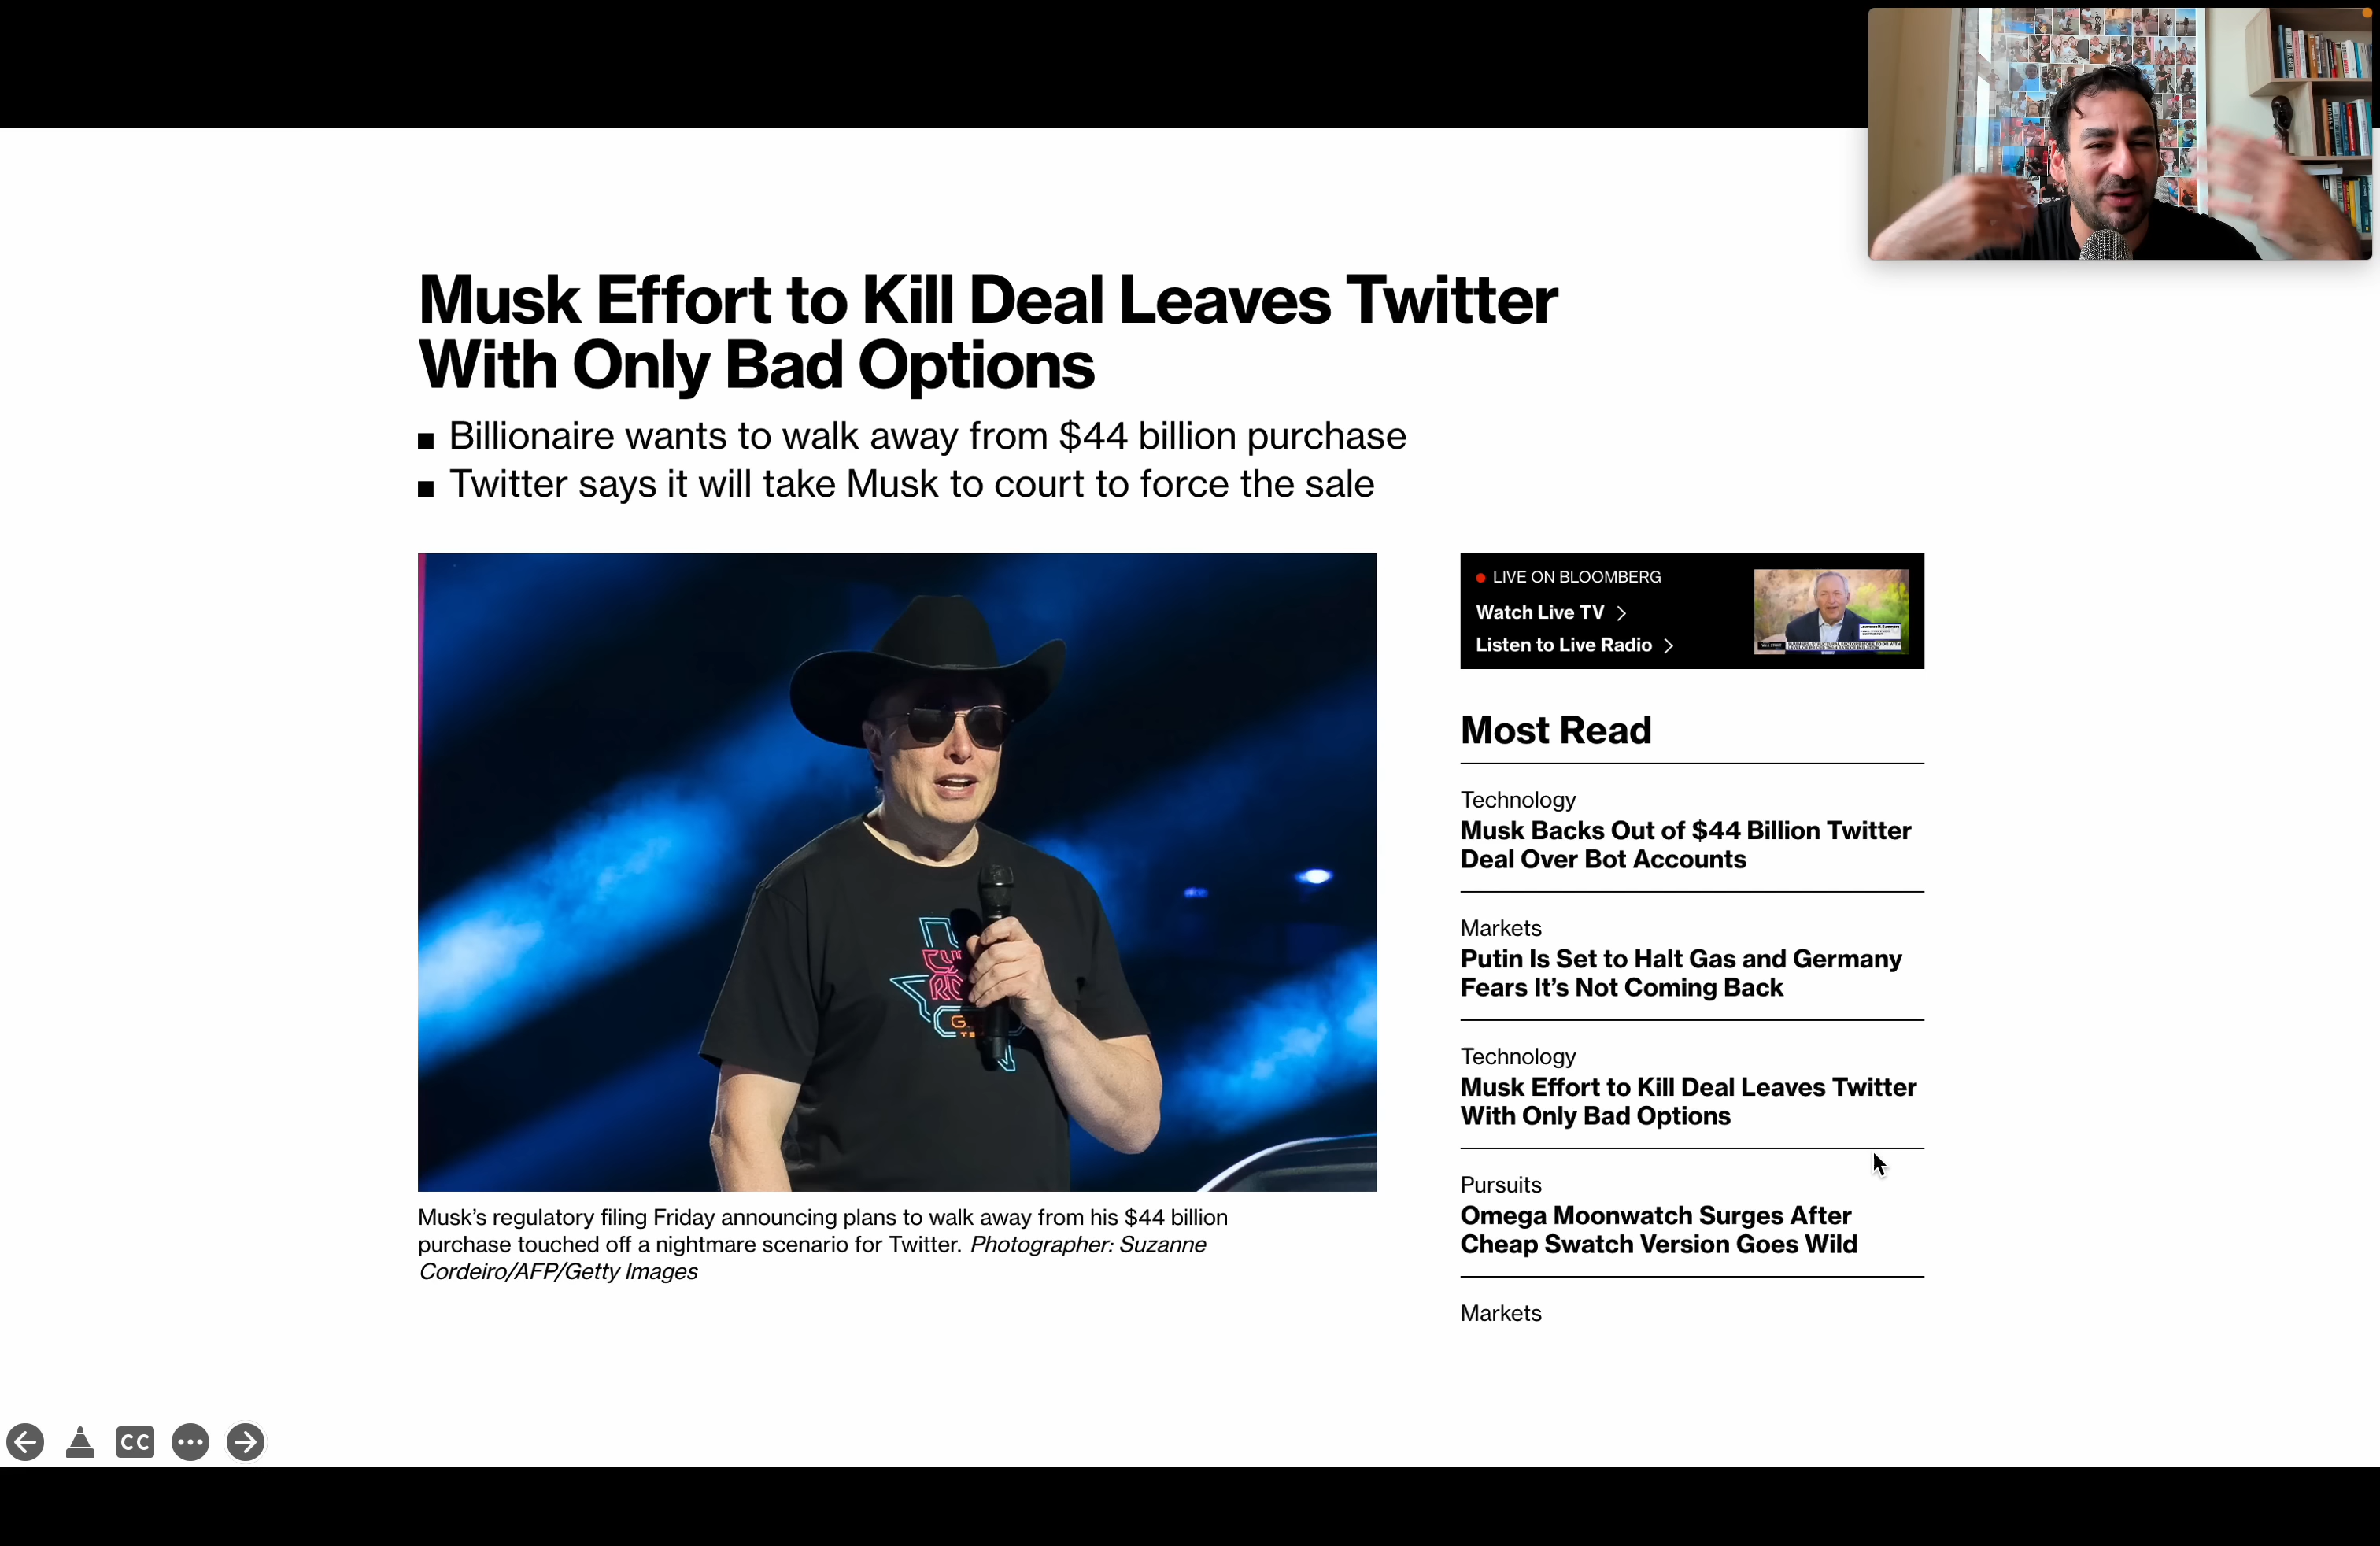 Musk Effort to Kill Deal Leaves Twitter
With Only Bad Options
Billionaire wants to walk away from $44 billion purchase
Twitter says it will take Musk to court to force the sale
LIVE ON BLOOMBERG
Watch Live TV
Listen to Live Radio
Most Read
Technology
Musk Backs Out of $44 Billion Twitter
Deal Over Bot Accounts
Markets
Putin Is Set to Halt Gas and Germany
Fears It’s Not Coming Back
Technology
Musk Effort to Kill Deal Leaves Twitter
With Only Bad Options
Pursuits
Omega Moonwatch Surges After
Cheap Swatch Version Goes Wild
Markets
Musk’s regulatory filing Friday announcing plans to walk away from his $44 billion
purchase touched off a nightmare scenario for Twitter. Photographer: Suzanne
Cordeiro/AFP/Getty Images
CC